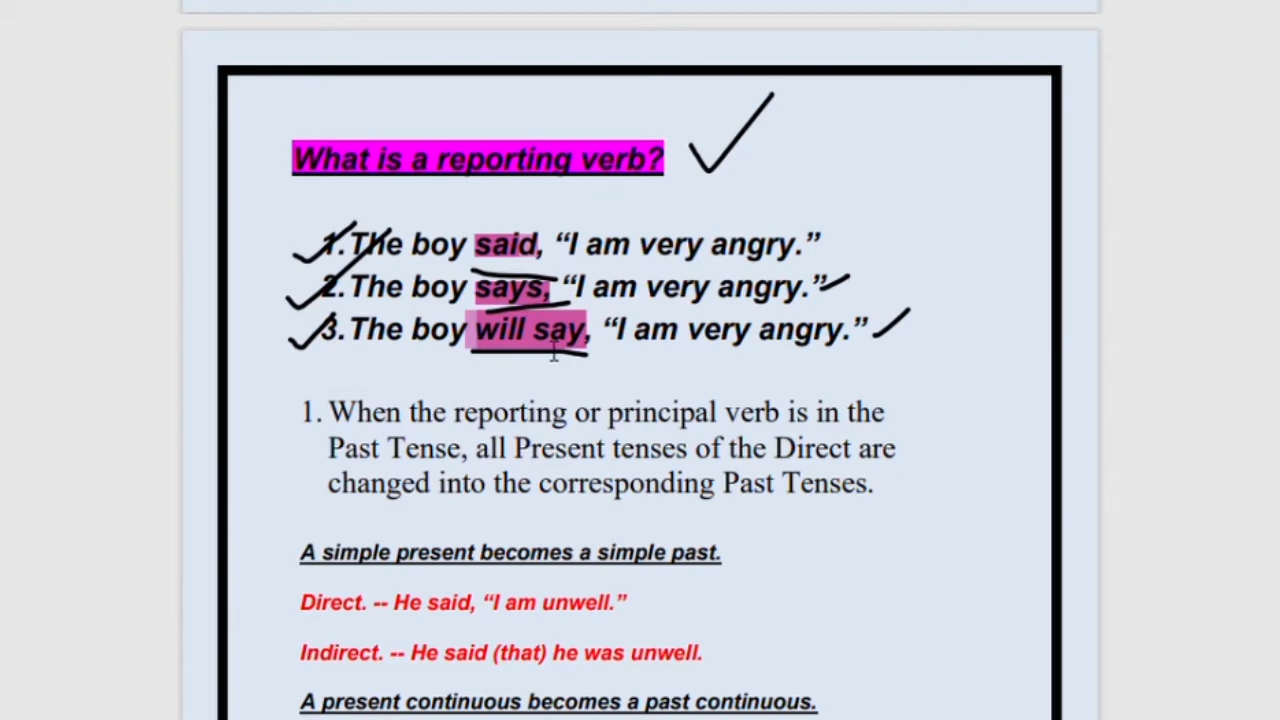 What is a reporting verb?
1. The boy said, “I am very angry.”
2. The boy says, “I am very angry.”
3. The boy will say, “I am very angry.”
1. When the reporting or principal verb is in the
Past Tense, all Present tenses of the Direct are
changed into the corresponding Past Tenses.
A simple present becomes a simple past.
Direct. -- He said, “I am unwell.”
Indirect. -- He said (that) he was unwell.
A present continuous becomes a past continuous.